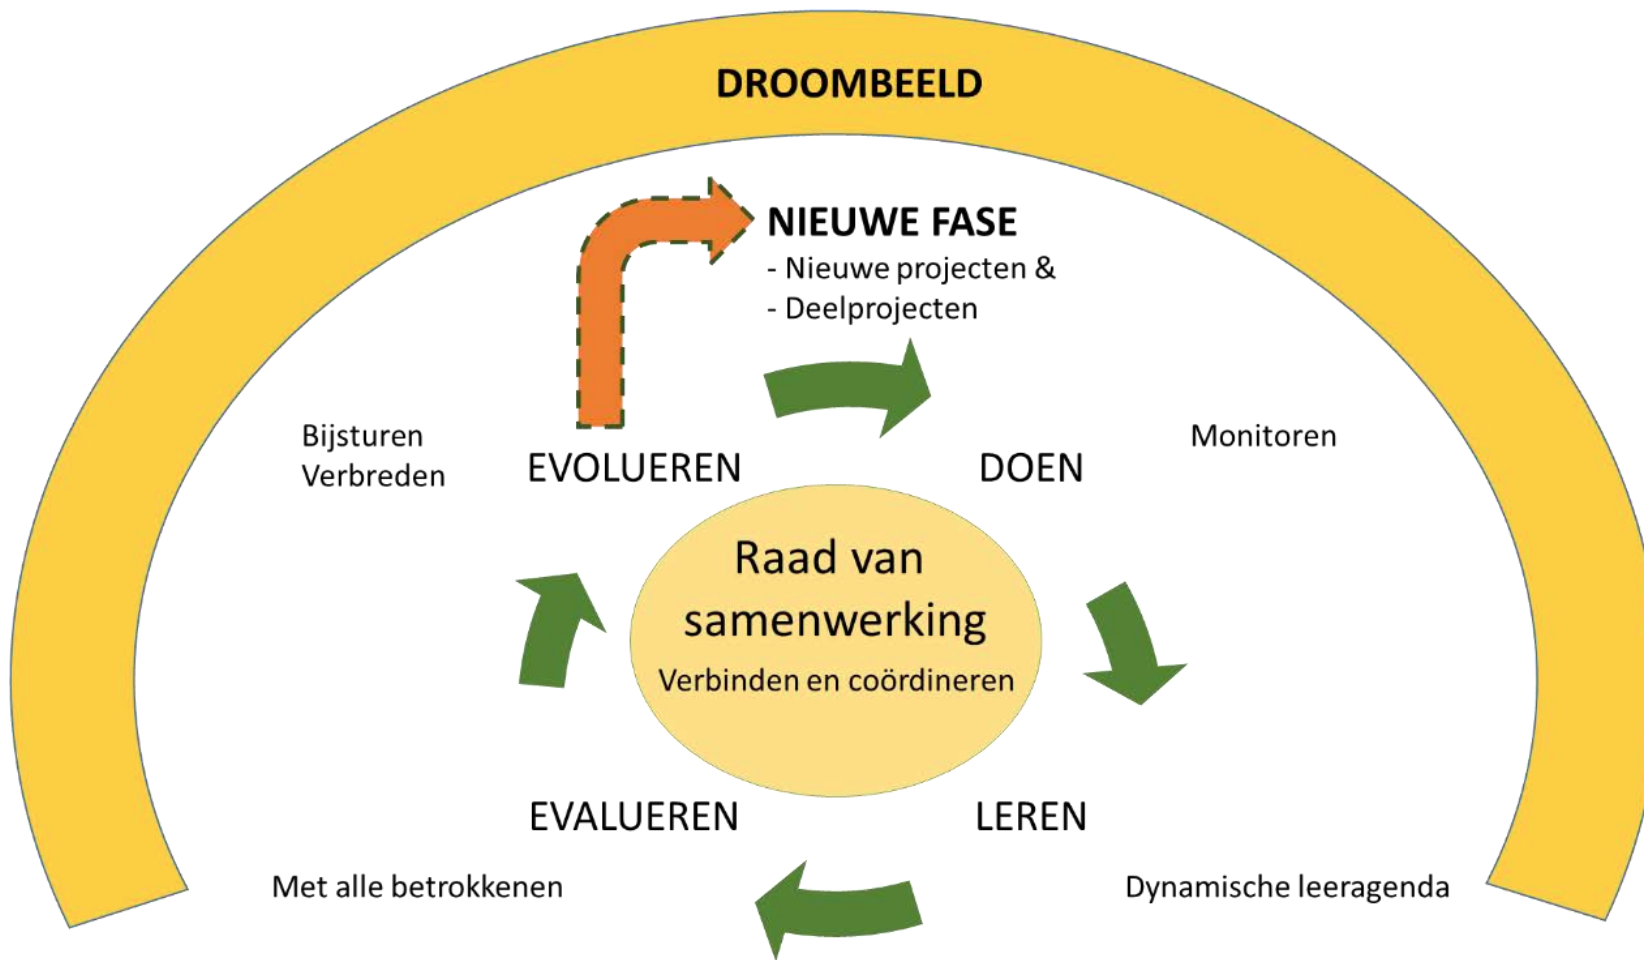 DROOMBEELD
NIEUWE FASE
- Nieuwe projecten &
- Deelprojecten
Bijsturen
Verbreden
EVOLUEREN
DOEN
Monitoren
Raad van
samenwerking
Verbinden en coördineren
EVALUEREN
LEREN
Met alle betrokkenen
Dynamische leeragenda